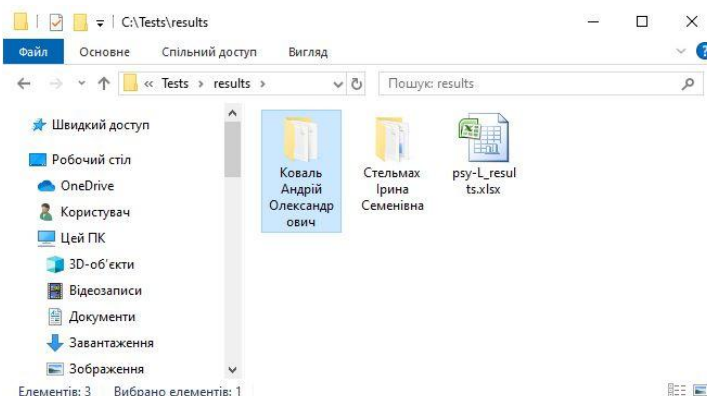 C:\Tests\results
Файл Основне Спільний доступ Вигляд
« Tests › results › Пошук: results
Швидкий доступ
Робочий стіл
OneDrive
Користувач
Цей ПК
3D-об'єкти
Відеозаписи
Документи
Завантаження
Зображення
Коваль
Андрій
Олександр
ович
Стельмах
Ірина
Семенівна
psy-L_resul
ts.xlsx
Елементів: 3 Вибрано елементів: 1